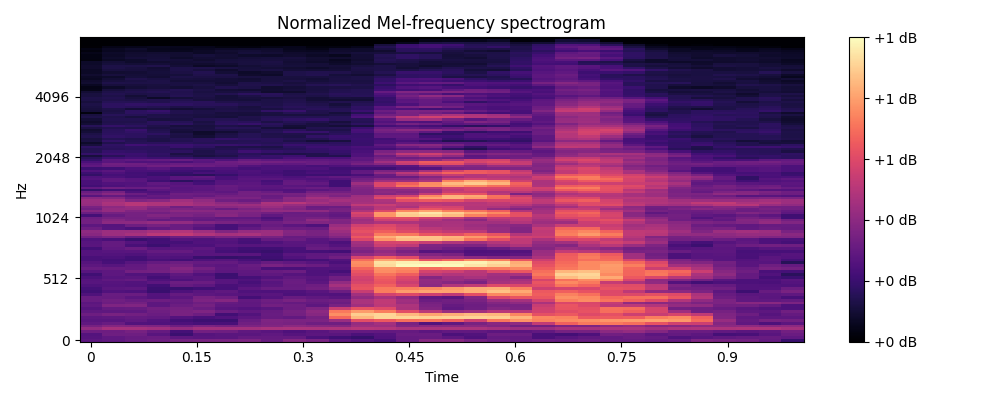 Normalized Mel-frequency spectrogram
Hz
4096
2048
1024
512
0
0 0.15 0.3 0.45 0.6 0.75 0.9
Time
+1 dB
+1 dB
+1 dB
+0 dB
+0 dB
+0 dB